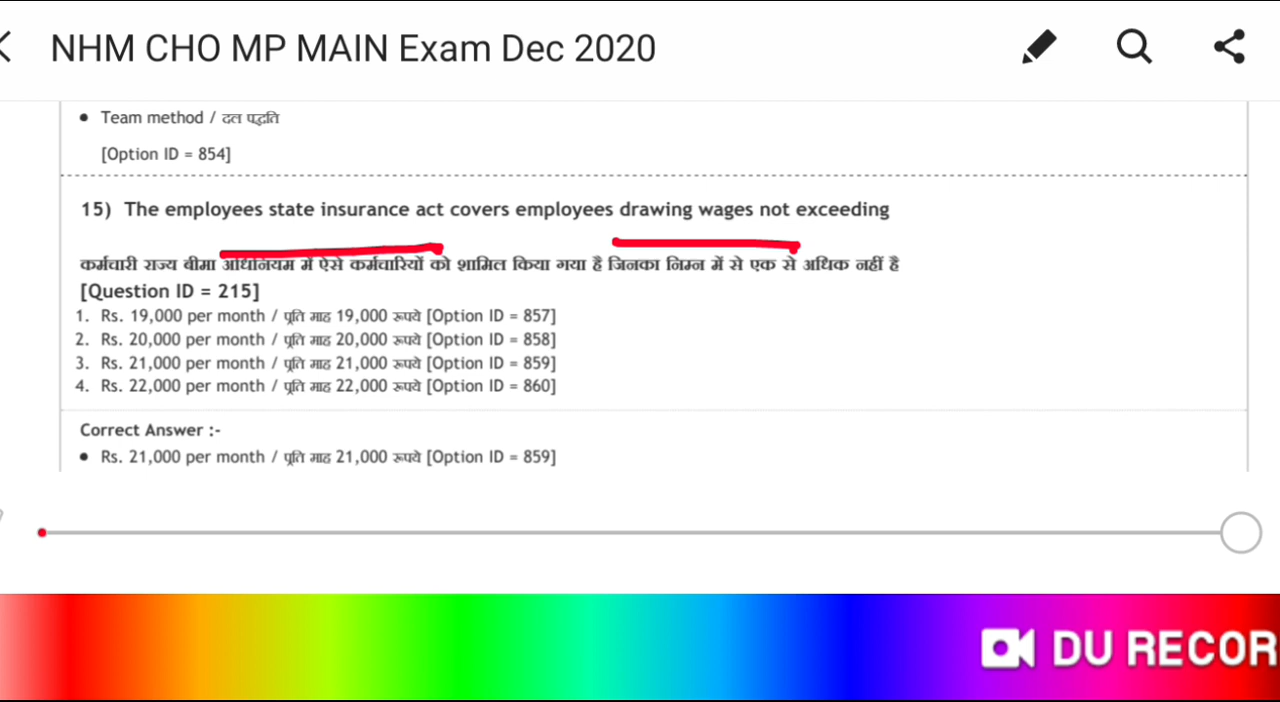 NHM CHO MP MAIN Exam Dec 2020
• Team method / दल पद्धति
[Option ID = 854]
15) The employees state insurance act covers employees drawing wages not exceeding
कर्मचारी राज्य बीमा अधिनियम में ऐसे कर्मचारियों को शामिल किया गया है जिनका निम्न में से एक से अधिक नहीं है
[Question ID = 215]
1. Rs. 19,000 per month / प्रति माह 19,000 रूपये [Option ID = 857]
2. Rs. 20,000 per month / प्रति माह 20,000 रूपये [Option ID = 858]
3. Rs. 21,000 per month / प्रति माह 21,000 रूपये [Option ID = 859]
4. Rs. 22,000 per month / प्रति माह 22,000 रूपये [Option ID = 860]
Correct Answer :-
• Rs. 21,000 per month / प्रति माह 21,000 रूपये [Option ID = 859]
DU RECOR